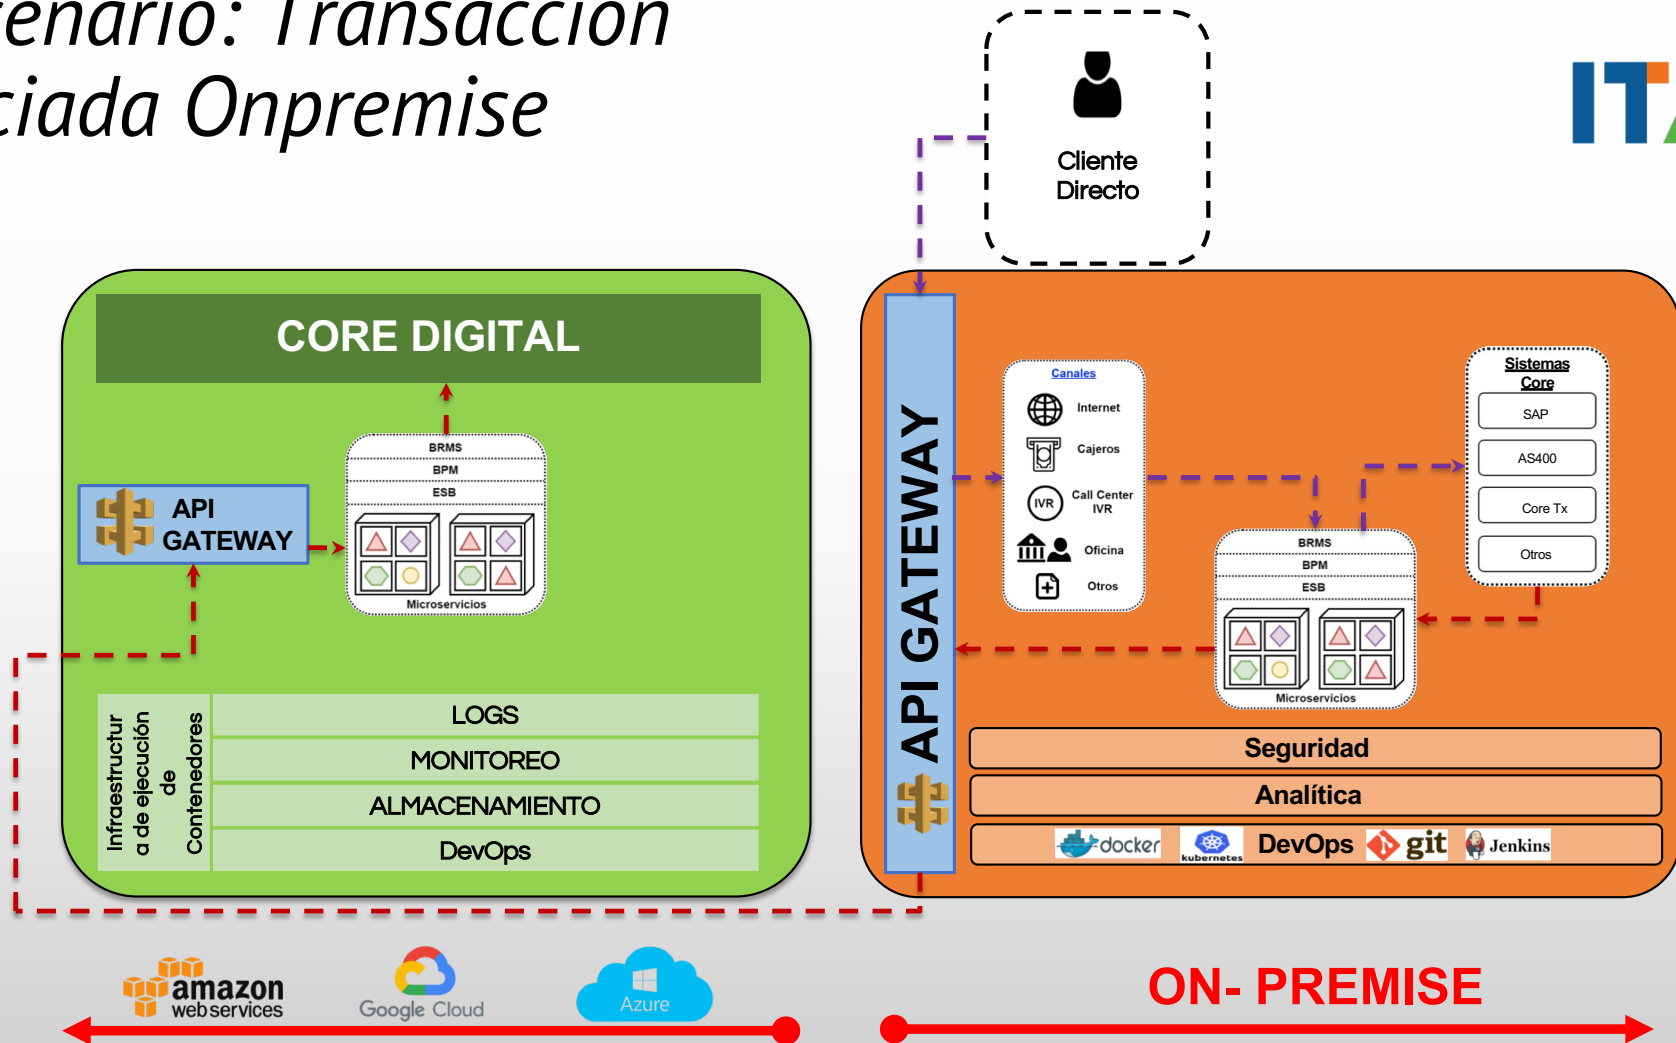 cenario: Transacción
ciada Onpremise
ITA
Cliente
Directo
CORE DIGITAL
BRMS
BPM
ESB
Microservicios
API
GATEWAY
Infraestructur
a de ejecución
de
Contenedores
LOGS
MONITOREO
ALMACENAMIENTO
DevOps
API GATEWAY
Canales
Internet
Cajeros
IVR
Call Center
IVR
Oficina
Otros
Sistemas
Core
SAP
AS400
Core Tx
Otros
BRMS
BPM
ESB
Microservicios
Seguridad
Analítica
docker
kubernetes
DevOps
git
Jenkins
amazon
webservices
Google Cloud
Azure
ON- PREMISE